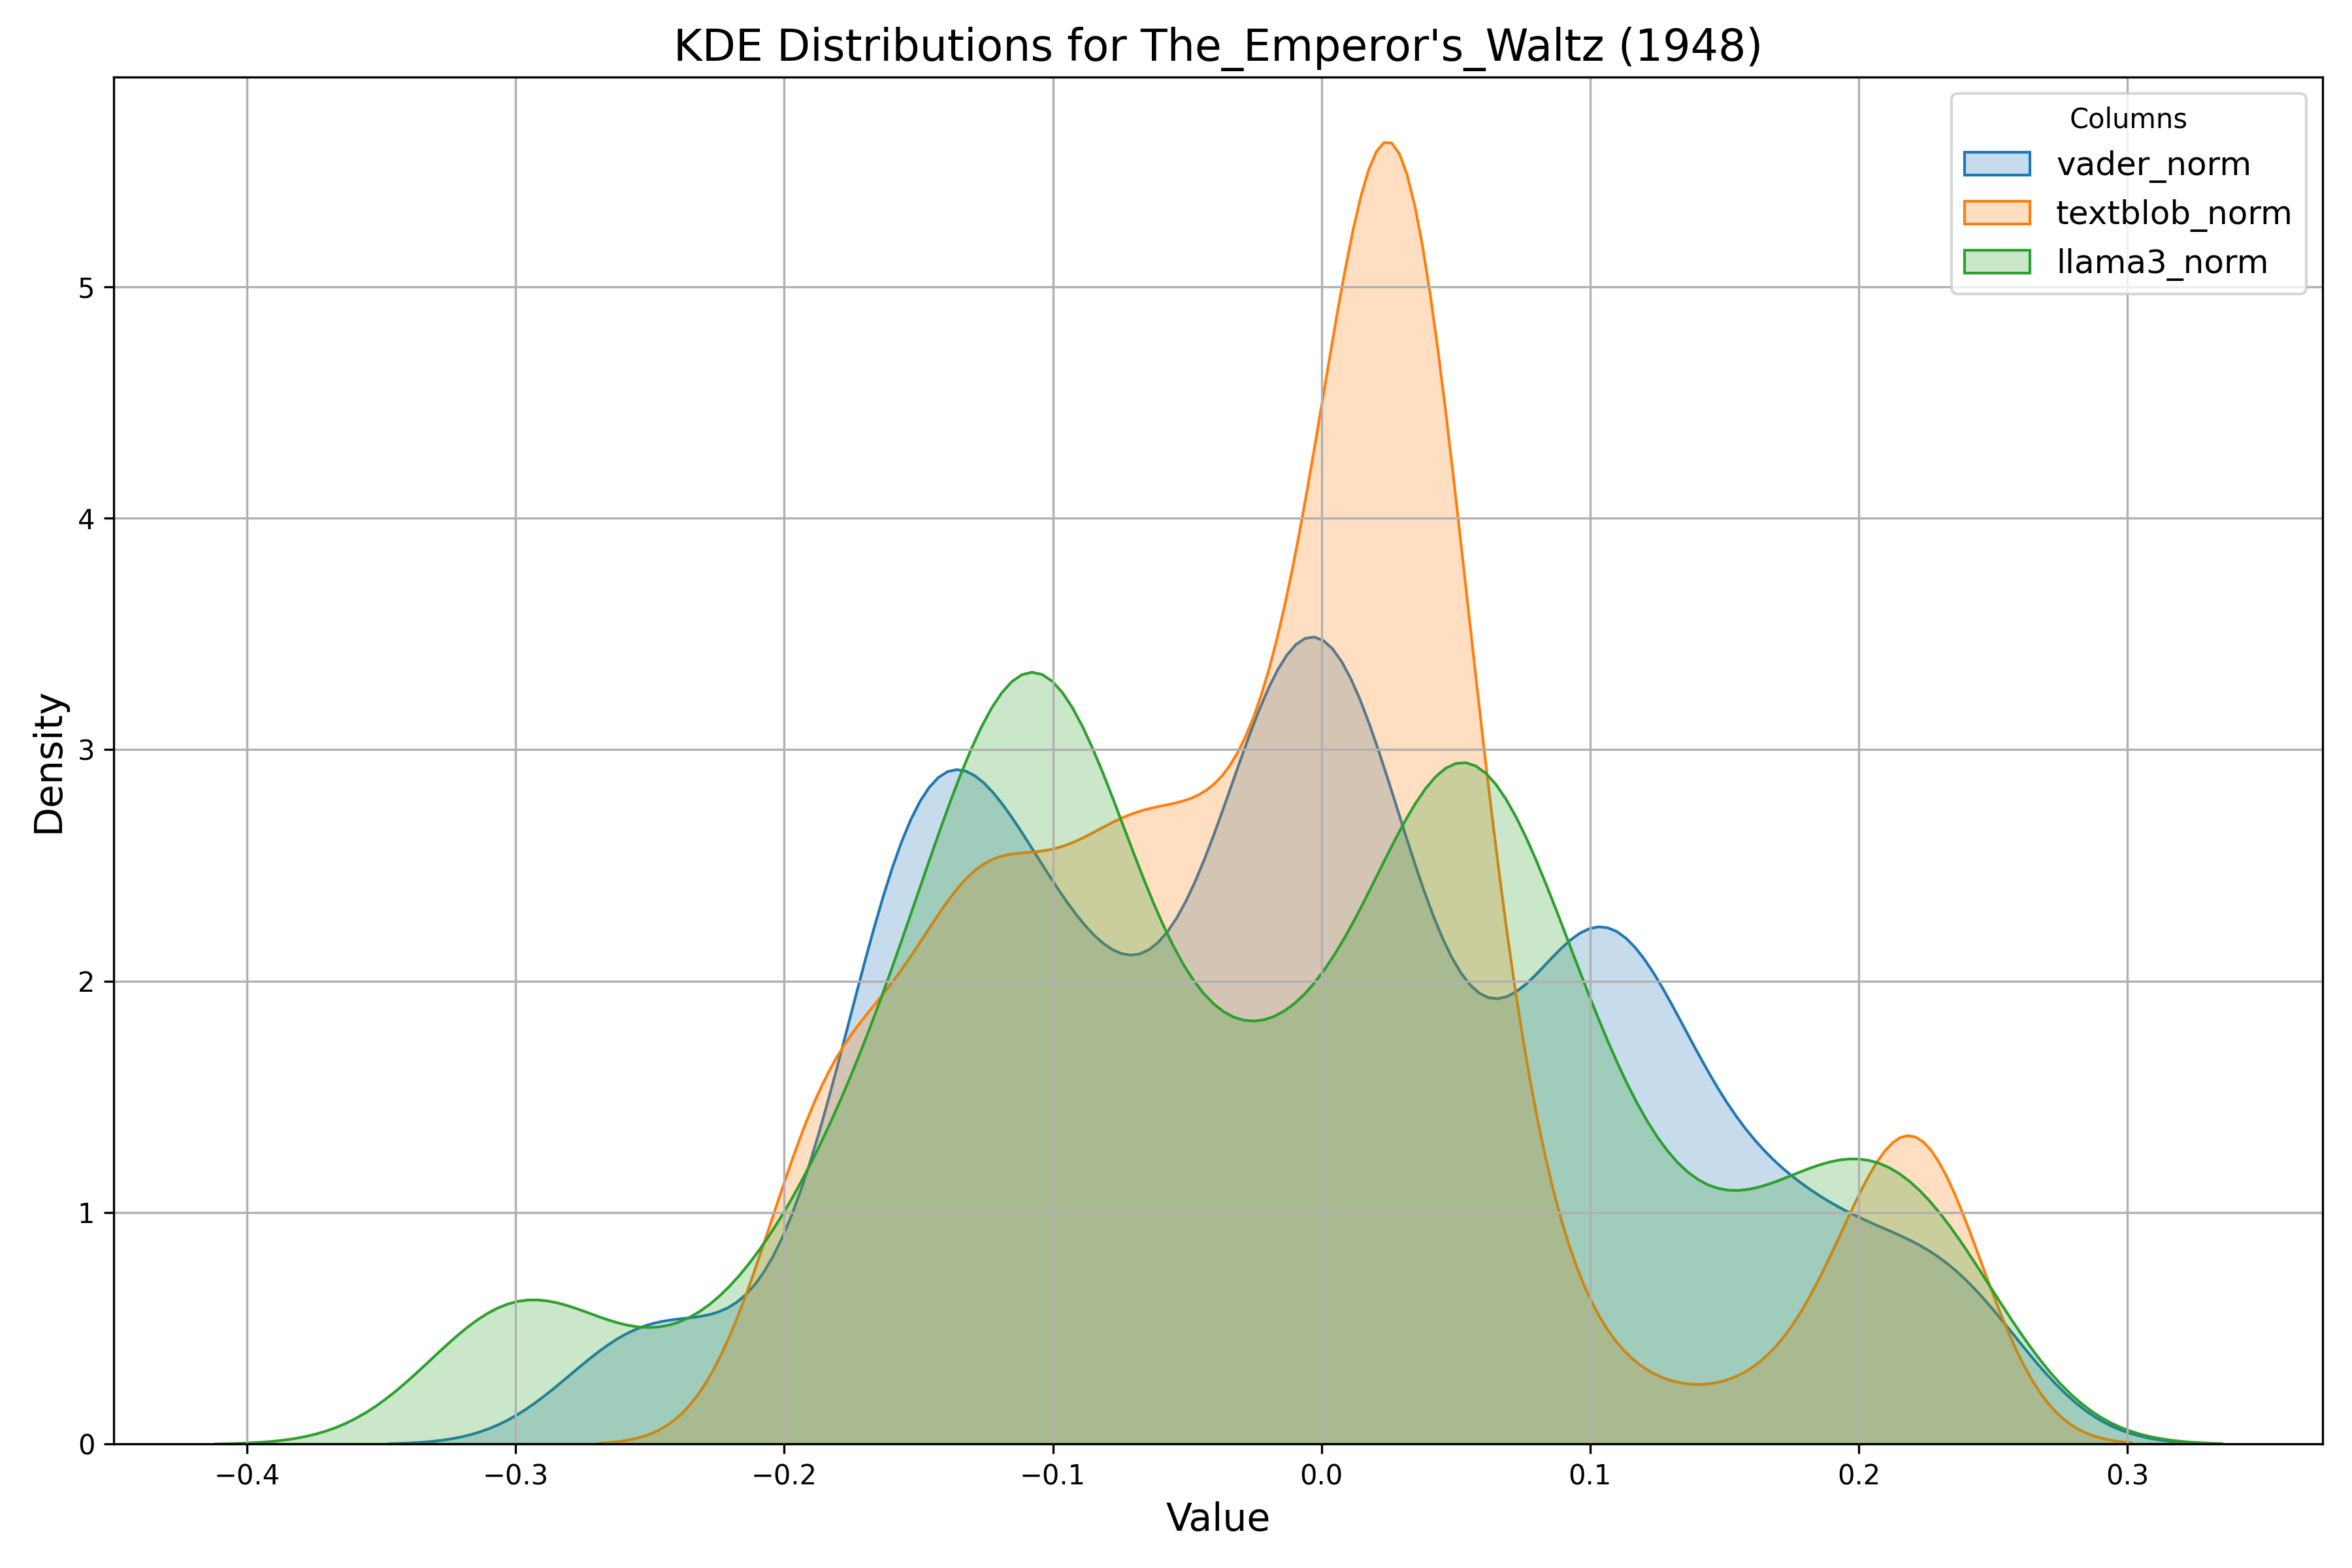 KDE Distributions for The_Emperor's_Waltz (1948)
Columns
vader_norm
textblob_norm
llama3_norm
Density
5
4
3
2
1
0
−0.4 −0.3 −0.2 −0.1 0.0 0.1 0.2 0.3
Value